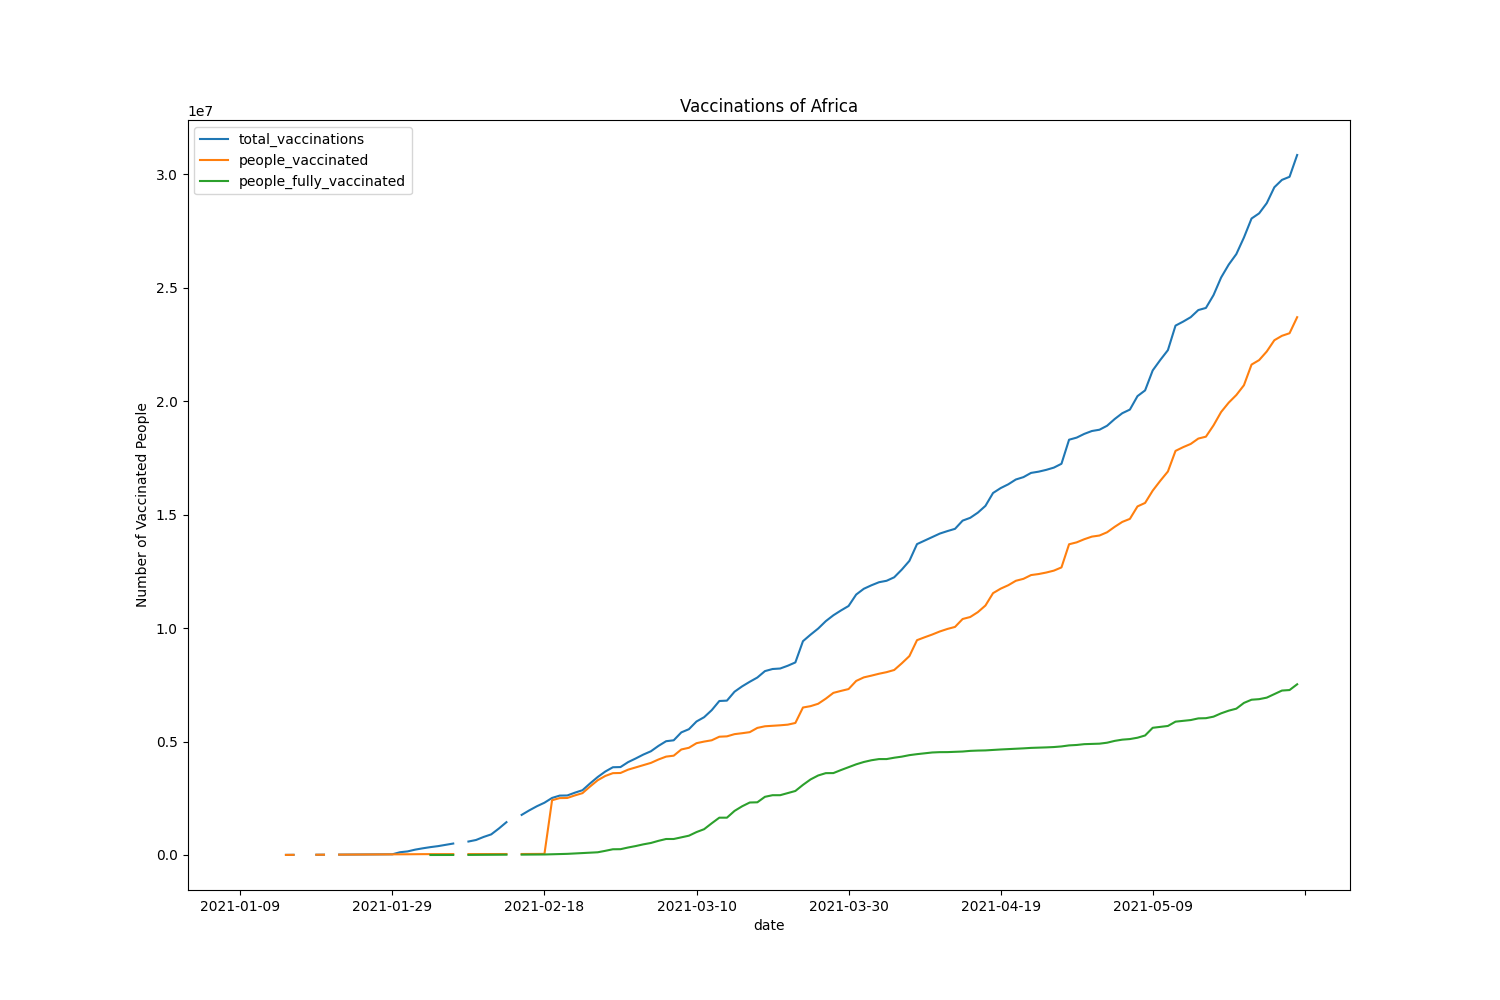 Vaccinations of Africa
1e7
total_vaccinations
people_vaccinated
people_fully_vaccinated
3.0
2.5
2.0
1.5
1.0
0.5
0.0
Number of Vaccinated People
2021-01-09 2021-01-29 2021-02-18 2021-03-10 2021-03-30 2021-04-19 2021-05-09
date